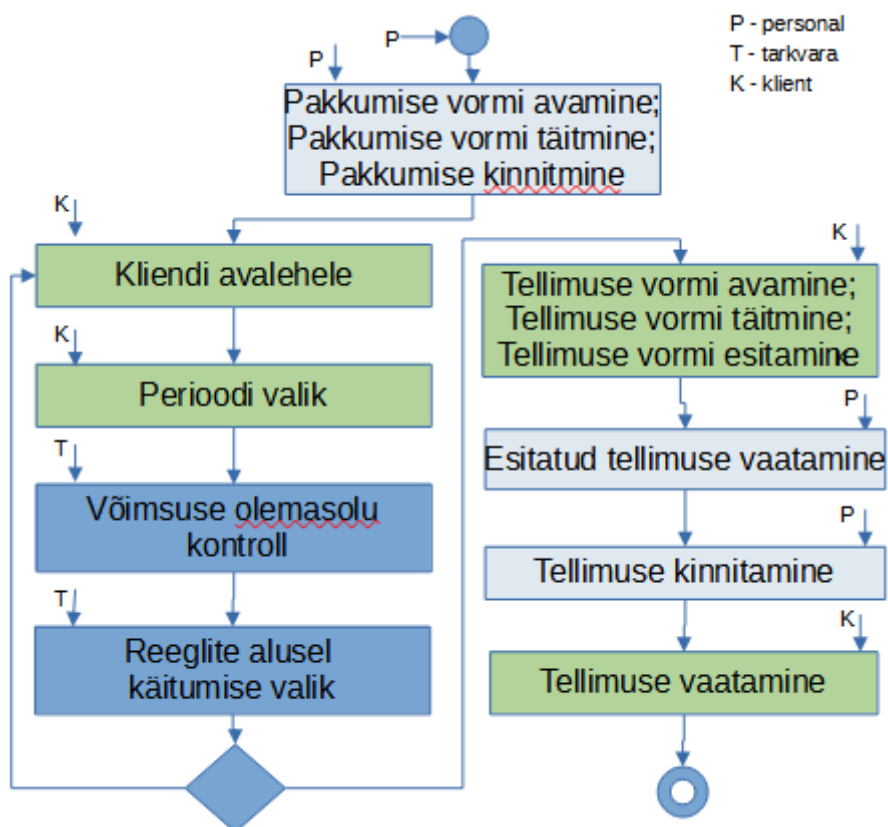 P - personal
T - tarkvara
K - klient
P
P
Pakkumise vormi avamine;
Pakkumise vormi täitmine;
Pakkumise kinnitmine
K
Kliendi avalehele
K
Perioodi valik
T
Võimsuse olemasolu
kontroll
T
Reeglite alusel
käitumise valik
K
Tellimuse vormi avamine;
Tellimuse vormi täitmine;
Tellimuse vormi esitamine
P
Esitatud tellimuse vaatamine
P
Tellimuse kinnitamine
K
Tellimuse vaatamine